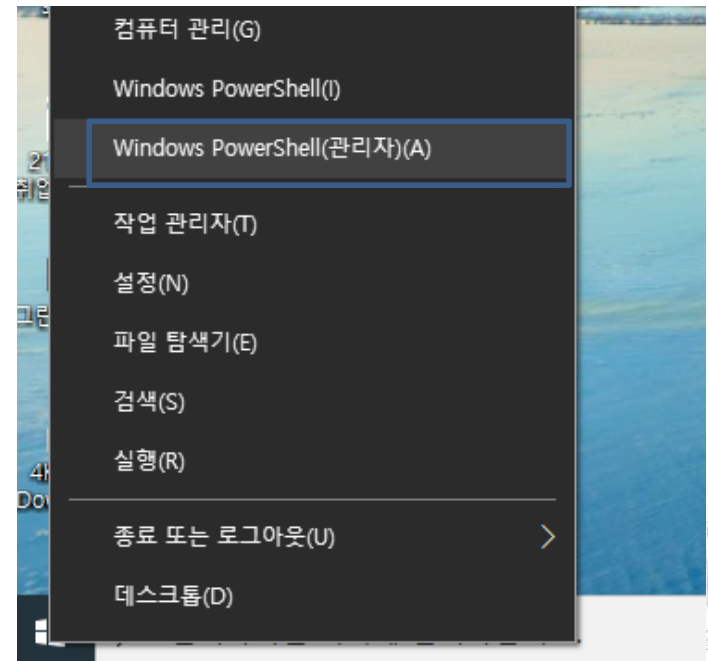 컴퓨터 관리(G)
Windows PowerShell(I)
Windows PowerShell(관리자)(A)
작업 관리자(T)
설정(N)
파일 탐색기(E)
검색(S)
실행(R)
종료 또는 로그아웃(U)
데스크톱(D)